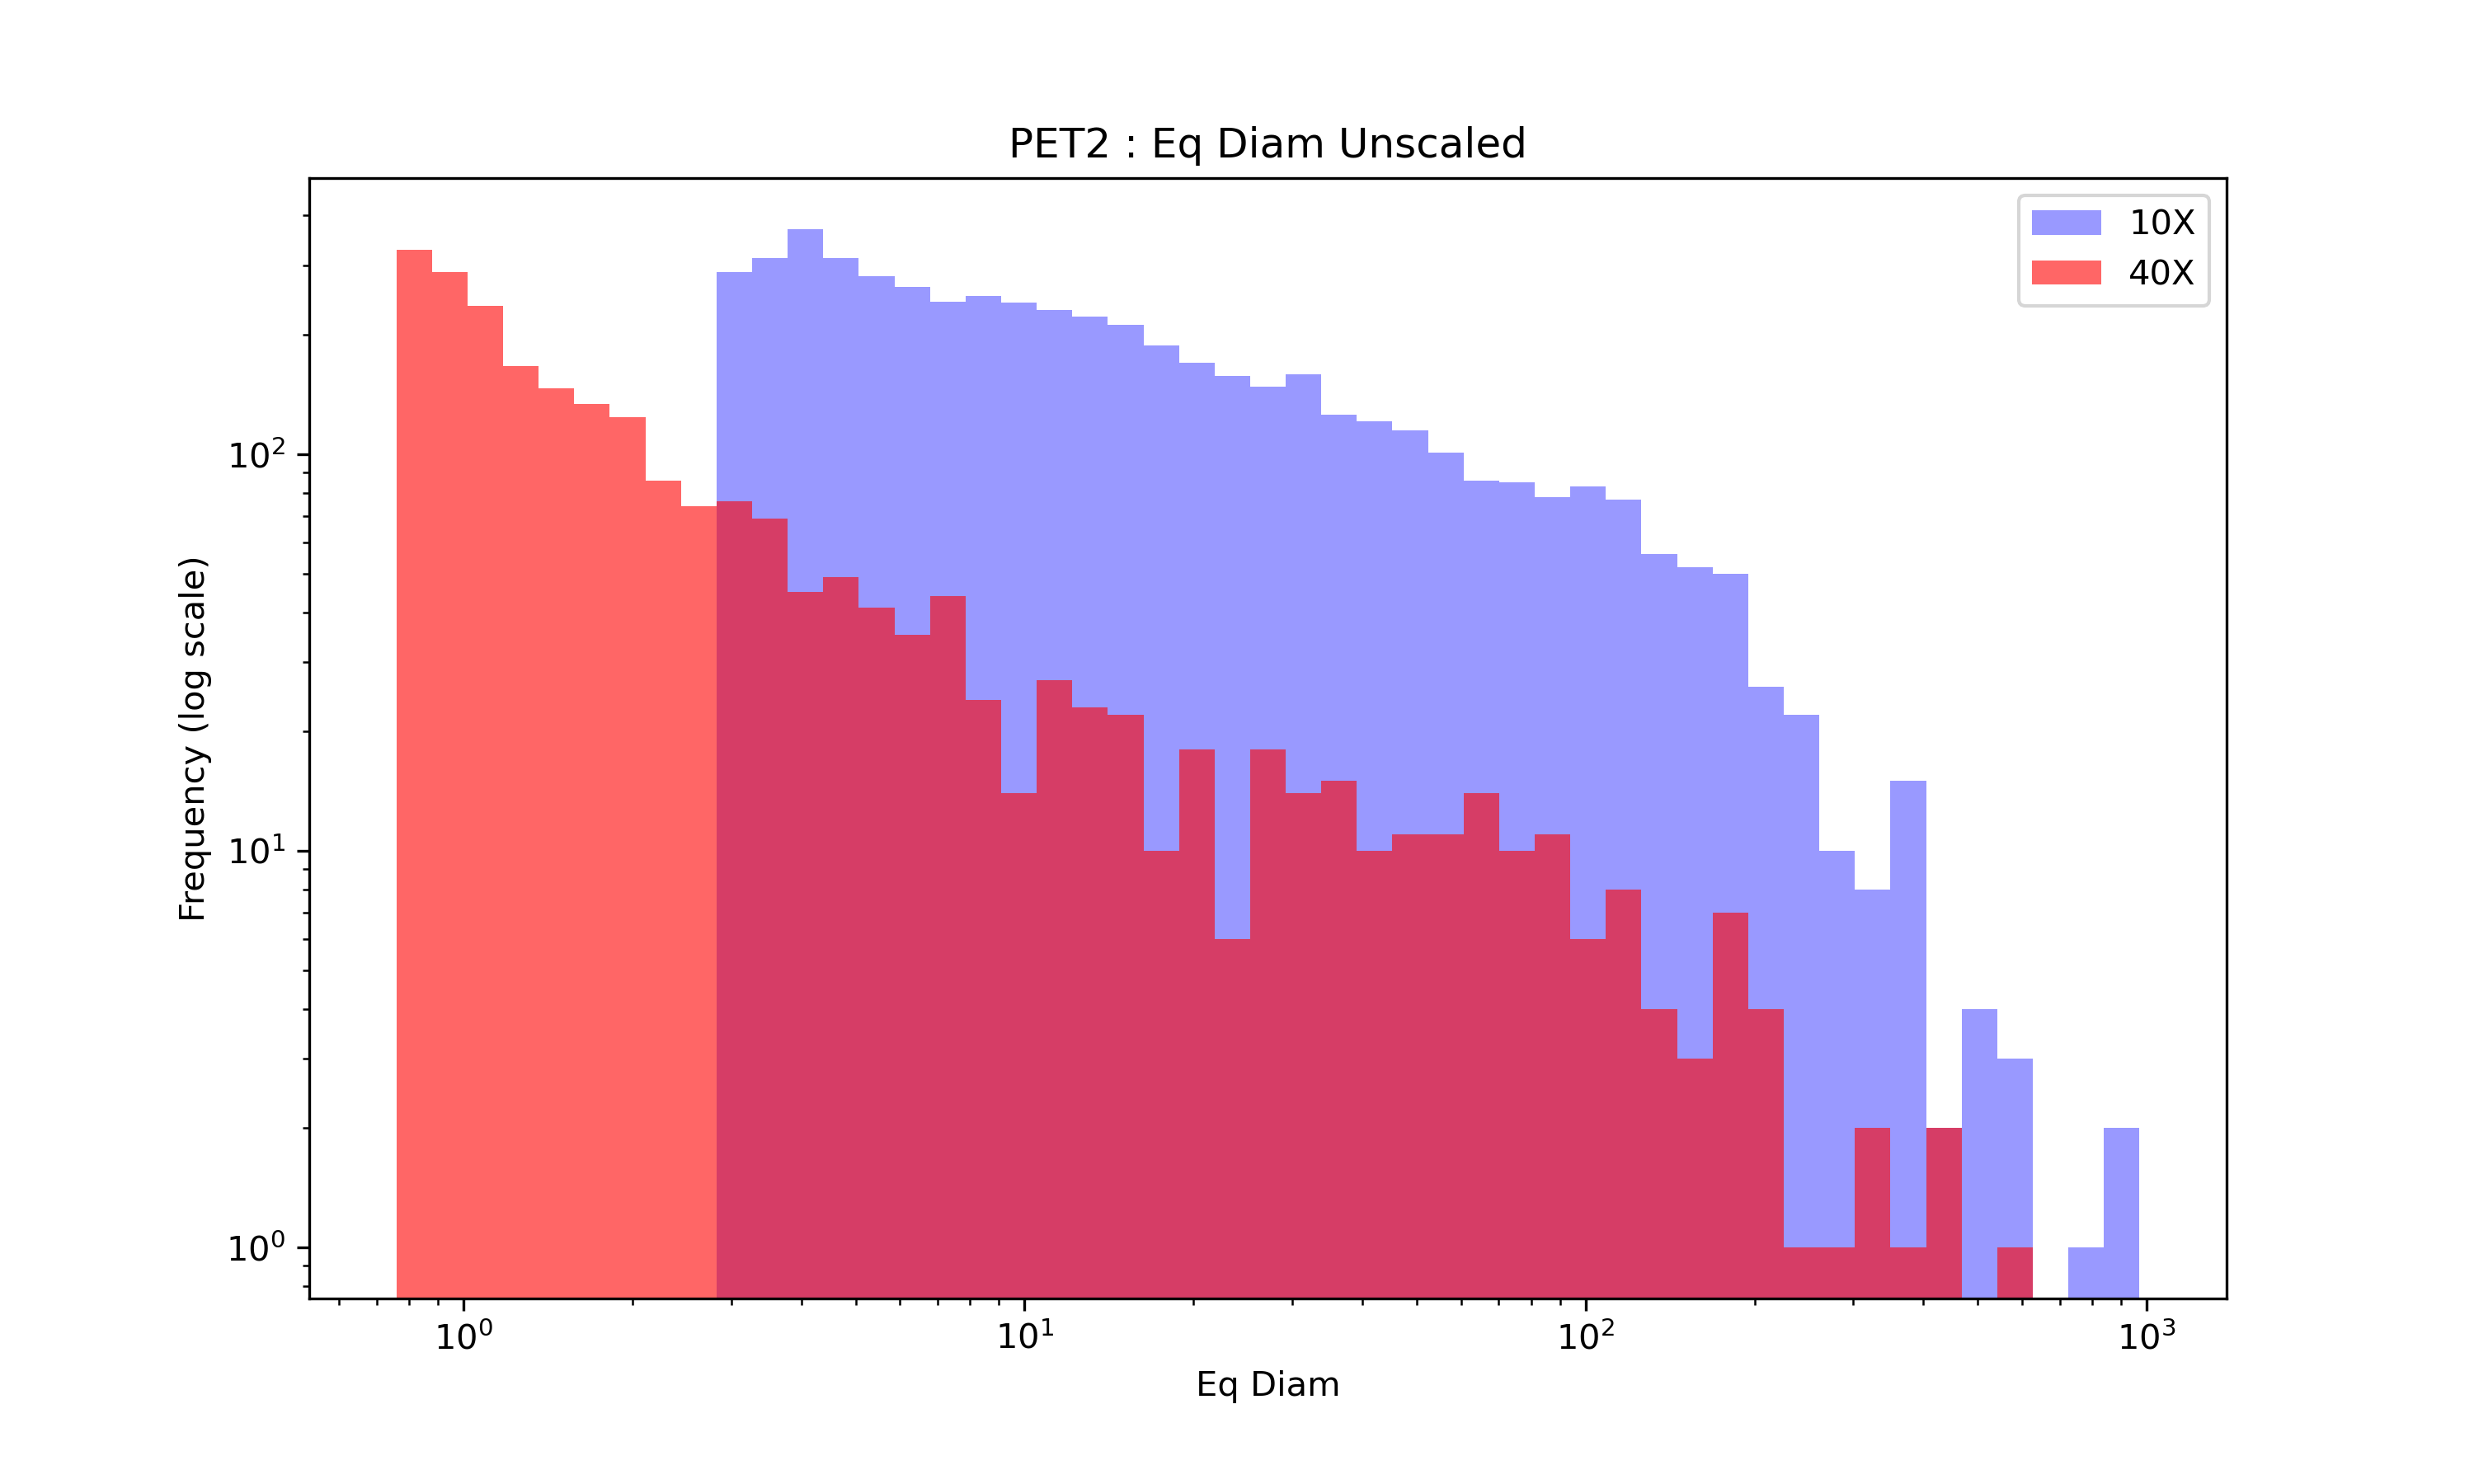 PET2 : Eq Diam Unscaled
10X
40X
Frequency (log scale)
10²
10¹
10⁰
10⁰ 10¹ 10² 10³
Eq Diam